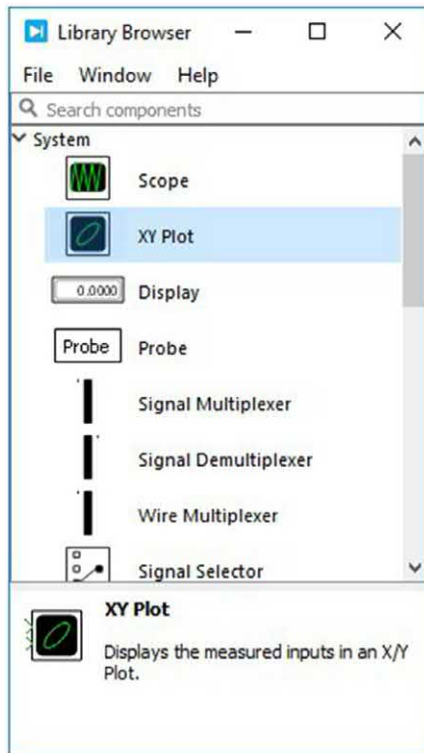 Library Browser
File Window Help
Search components
System
Scope
XY Plot
0.0000 Display
Probe Probe
Signal Multiplexer
Signal Demultiplexer
Wire Multiplexer
Signal Selector
XY Plot
Displays the measured inputs in an X/Y
Plot.